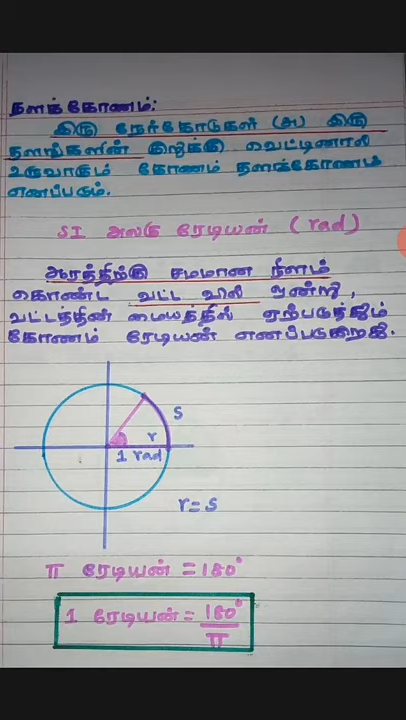 தளக்கோணம்:
இரு நேர்கோடுகள் (அ) இரு
தளங்களின் குறுக்கு வெட்டினால்
உருவாகும் கோணம் தளக்கோணம்
எனப்படும்.
SI அலகு ரேடியன் (rad)
ஆரத்திற்கு சமமான நீளம்
கொண்ட வட்ட வில் ஒன்று,
வட்டத்தின் மையத்தில் ஏற்படுத்தும்
கோணம் ரேடியன் எனப்படுகிறது.
S
r
1 rad
r = S
π ரேடியன் = 180°
1 ரேடியன் = 180°/π